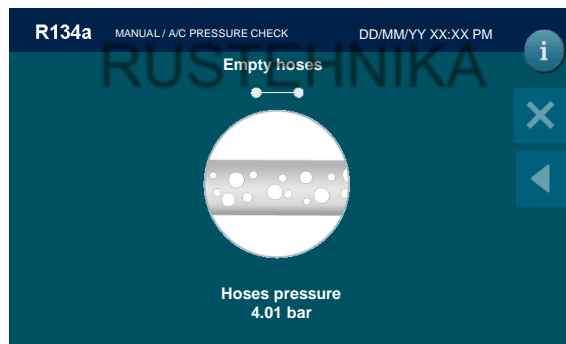 R134a MANUAL / A/C PRESSURE CHECK DD/MM/YY XX:XX PM
i
RUSTEHNIKA
Empty hoses
Hoses pressure
4.01 bar